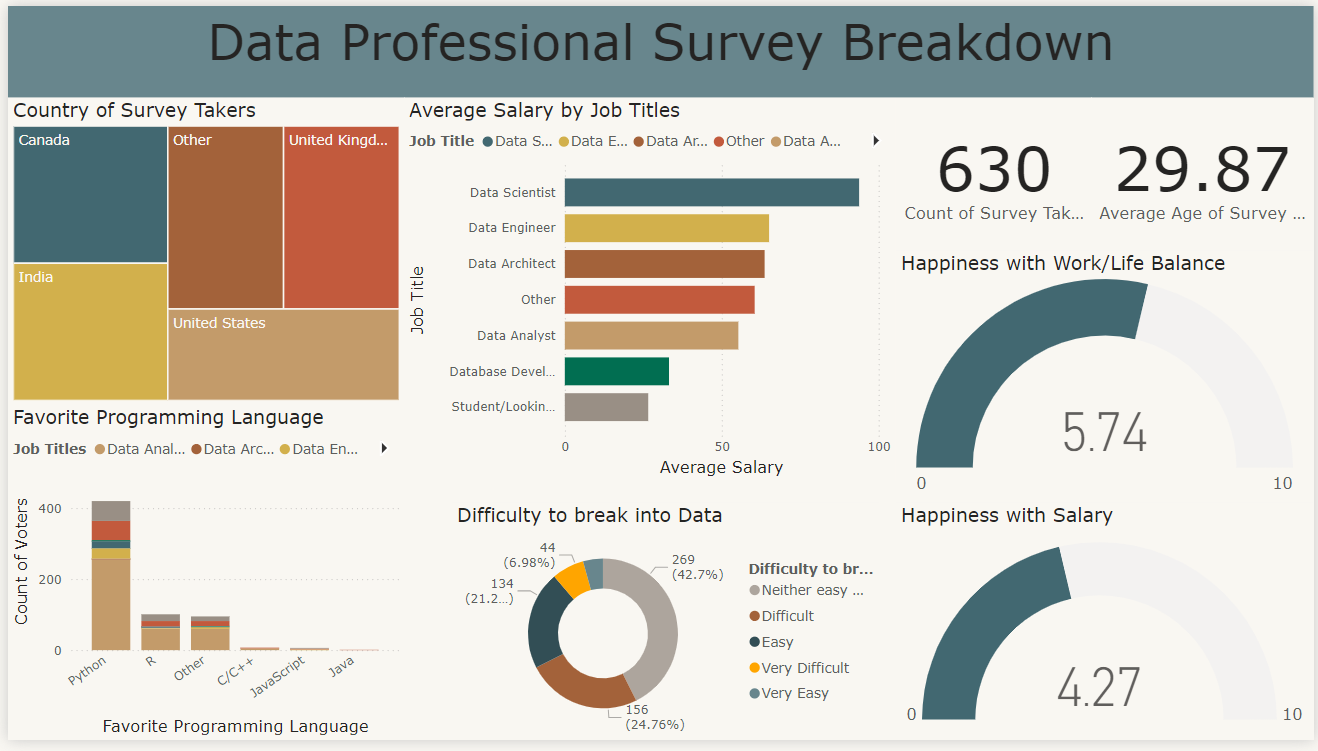 Data Professional Survey Breakdown
Country of Survey Takers
Canada
Other
United Kingd...
India
United States
Average Salary by Job Titles
Job Title Data S... Data E... Data Ar... Other Data A...
Job Title
Data Scientist
Data Engineer
Data Architect
Other
Data Analyst
Database Devel...
Student/Lookin...
0 50 100
Average Salary
630
Count of Survey Tak...
29.87
Average Age of Survey ...
Happiness with Work/Life Balance
5.74
0 10
Favorite Programming Language
Job Titles Data Anal... Data Arc... Data En...
Count of Voters
400
200
0
Python R Other C/C++ JavaScript Java
Favorite Programming Language
Difficulty to break into Data
44
(6.98%)
269
(42.7%)
134
(21.2...)
156
(24.76%)
Difficulty to br...
Neither easy ...
Difficult
Easy
Very Difficult
Very Easy
Happiness with Salary
4.27
0 10